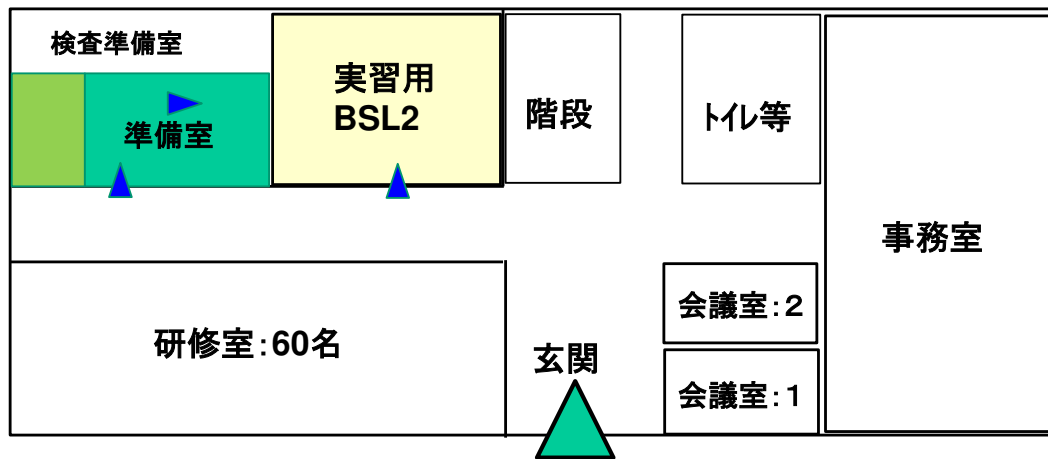 検査準備室
準備室
実習用
BSL2
階段
トイレ等
事務室
研修室:60名
玄関
会議室:2
会議室:1